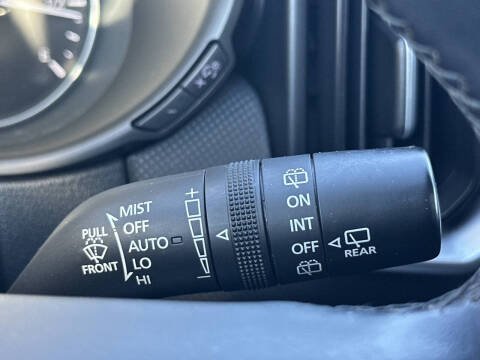 MIST
OFF
AUTO
LO
HI
PULL
FRONT
+
-
ON
INT
OFF
REAR